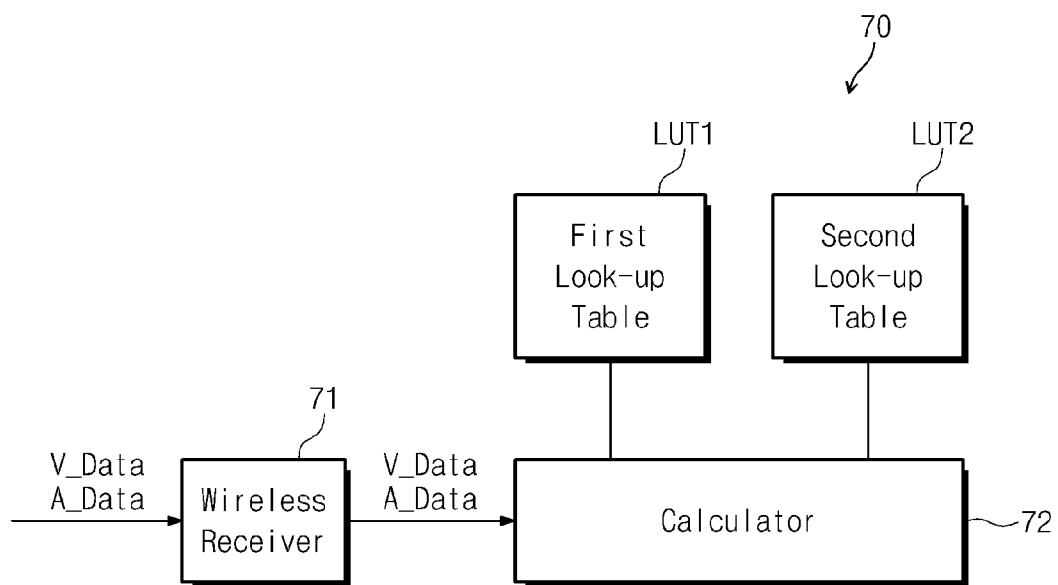 70
LUT1
LUT2
First
Look-up
Table
Second
Look-up
Table
71
V_Data
A_Data
V_Data
A_Data
Wireless
Receiver
Calculator
72